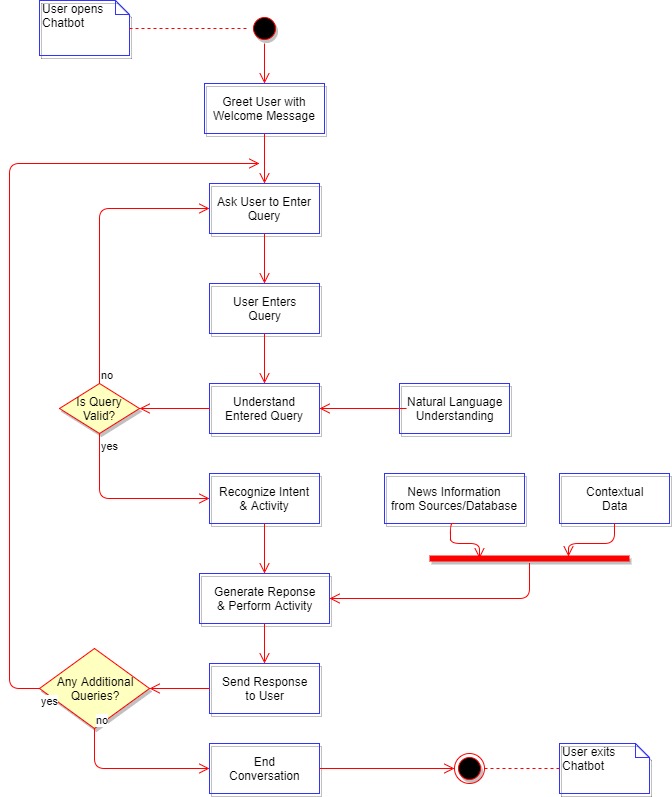 User opens
Chatbot
Greet User with
Welcome Message
Ask User to Enter
Query
User Enters
Query
no
Is Query
Valid?
yes
Understand
Entered Query
Natural Language
Understanding
Recognize Intent
& Activity
News Information
from Sources/Database
Contextual
Data
Generate Reponse
& Perform Activity
Any Additional
Queries?
yes
no
Send Response
to User
End
Conversation
User exits
Chatbot